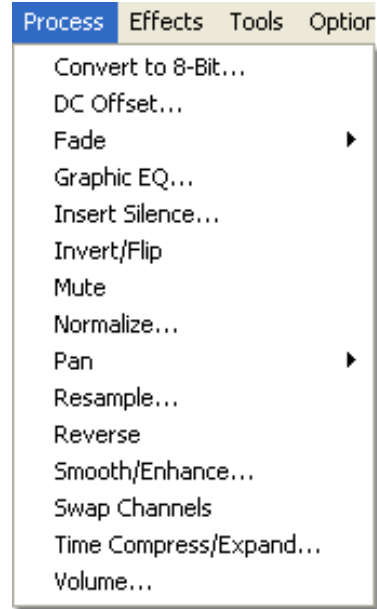 Process Effects Tools Option
Convert to 8-Bit...
DC Offset...
Fade
Graphic EQ...
Insert Silence...
Invert/Flip
Mute
Normalize...
Pan
Resample...
Reverse
Smooth/Enhance...
Swap Channels
Time Compress/Expand...
Volume...